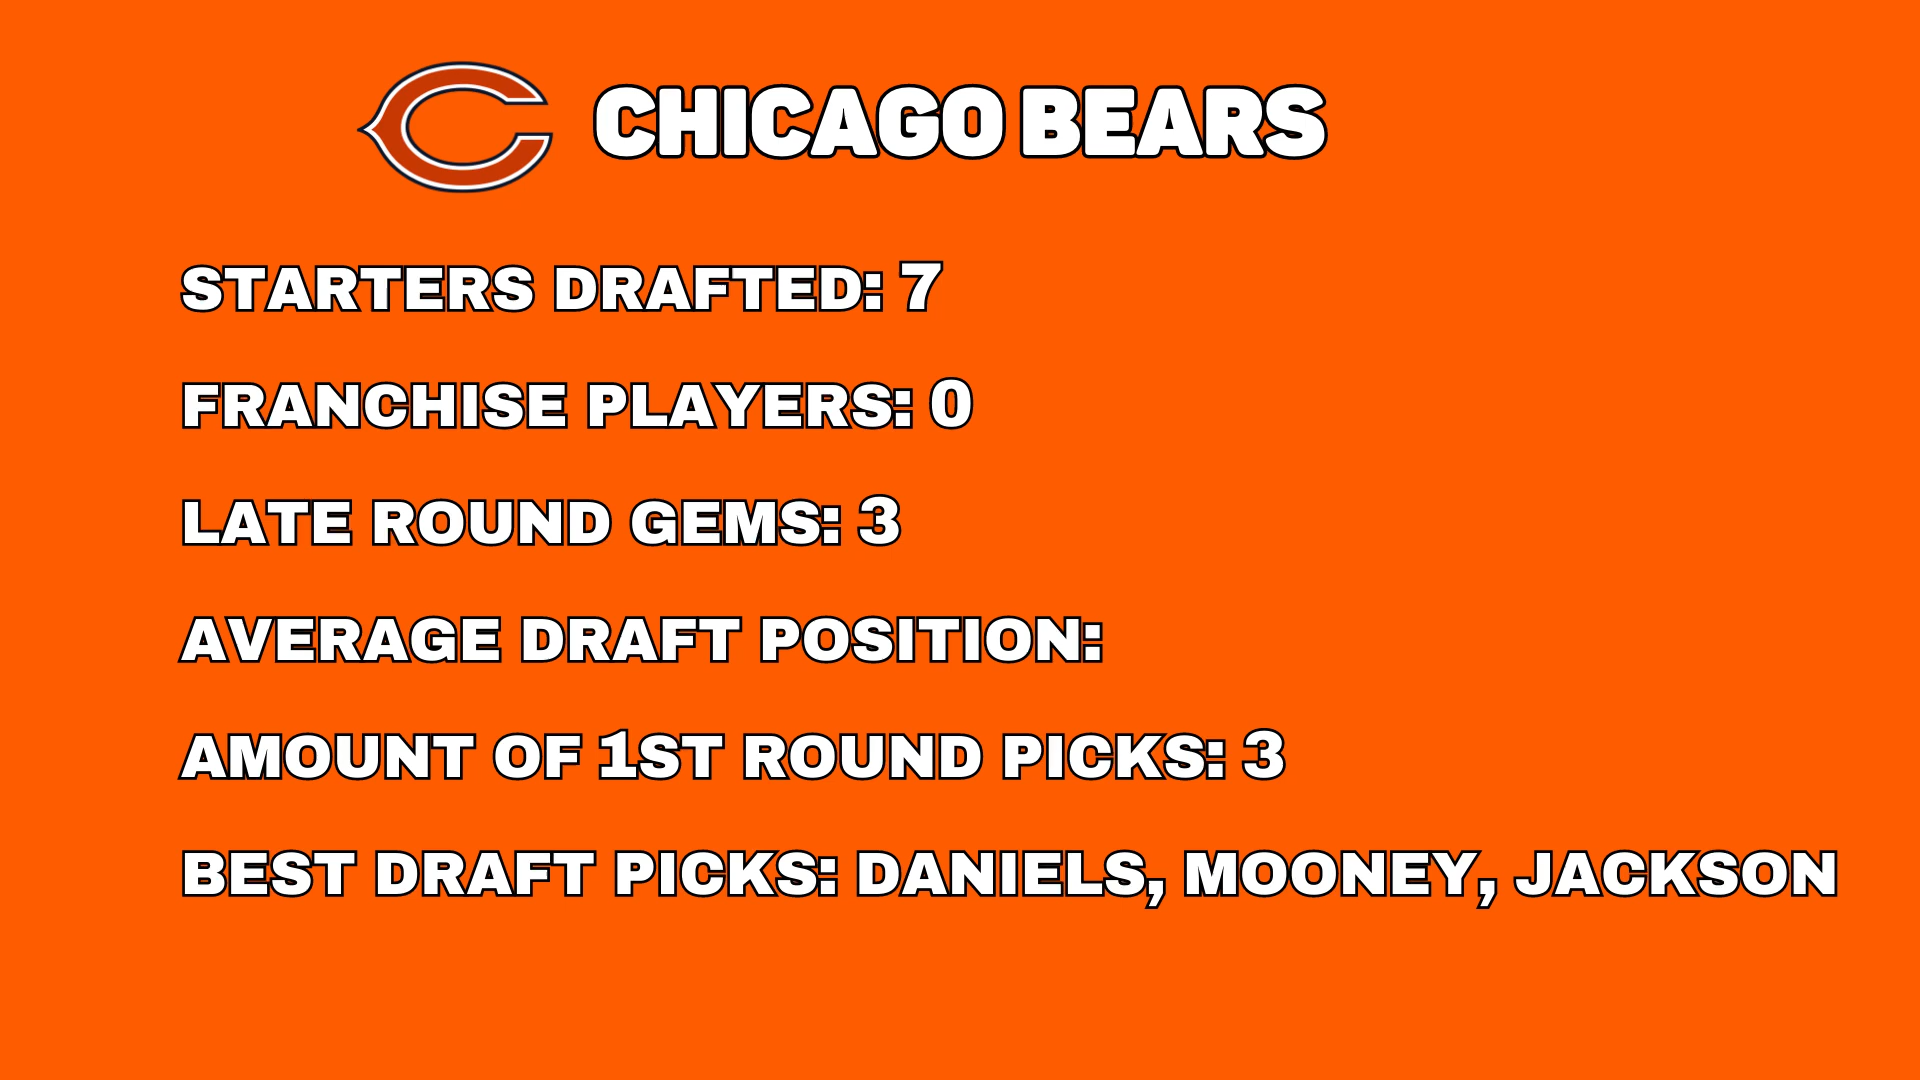 CHICAGO BEARS
STARTERS DRAFTED: 7
FRANCHISE PLAYERS: 0
LATE ROUND GEMS: 3
AVERAGE DRAFT POSITION:
AMOUNT OF 1ST ROUND PICKS: 3
BEST DRAFT PICKS: DANIELS, MOONEY, JACKSON